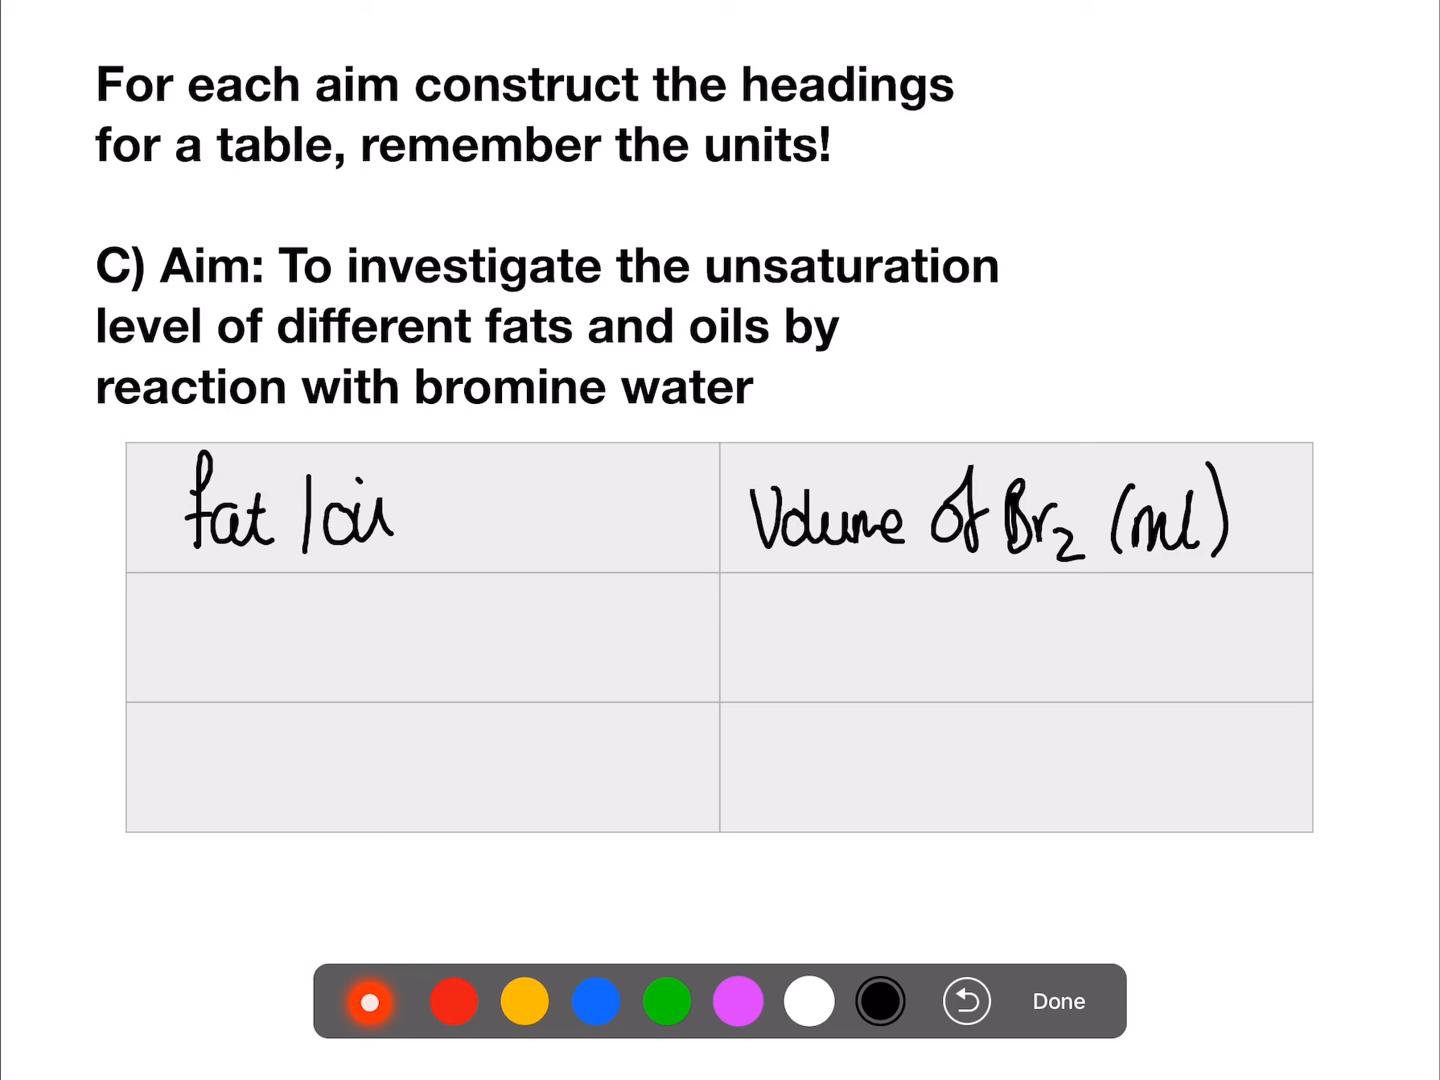 For each aim construct the headings
for a table, remember the units!
C) Aim: To investigate the unsaturation
level of different fats and oils by
reaction with bromine water
fat / oil
Volume of Br₂ (ml)
Done